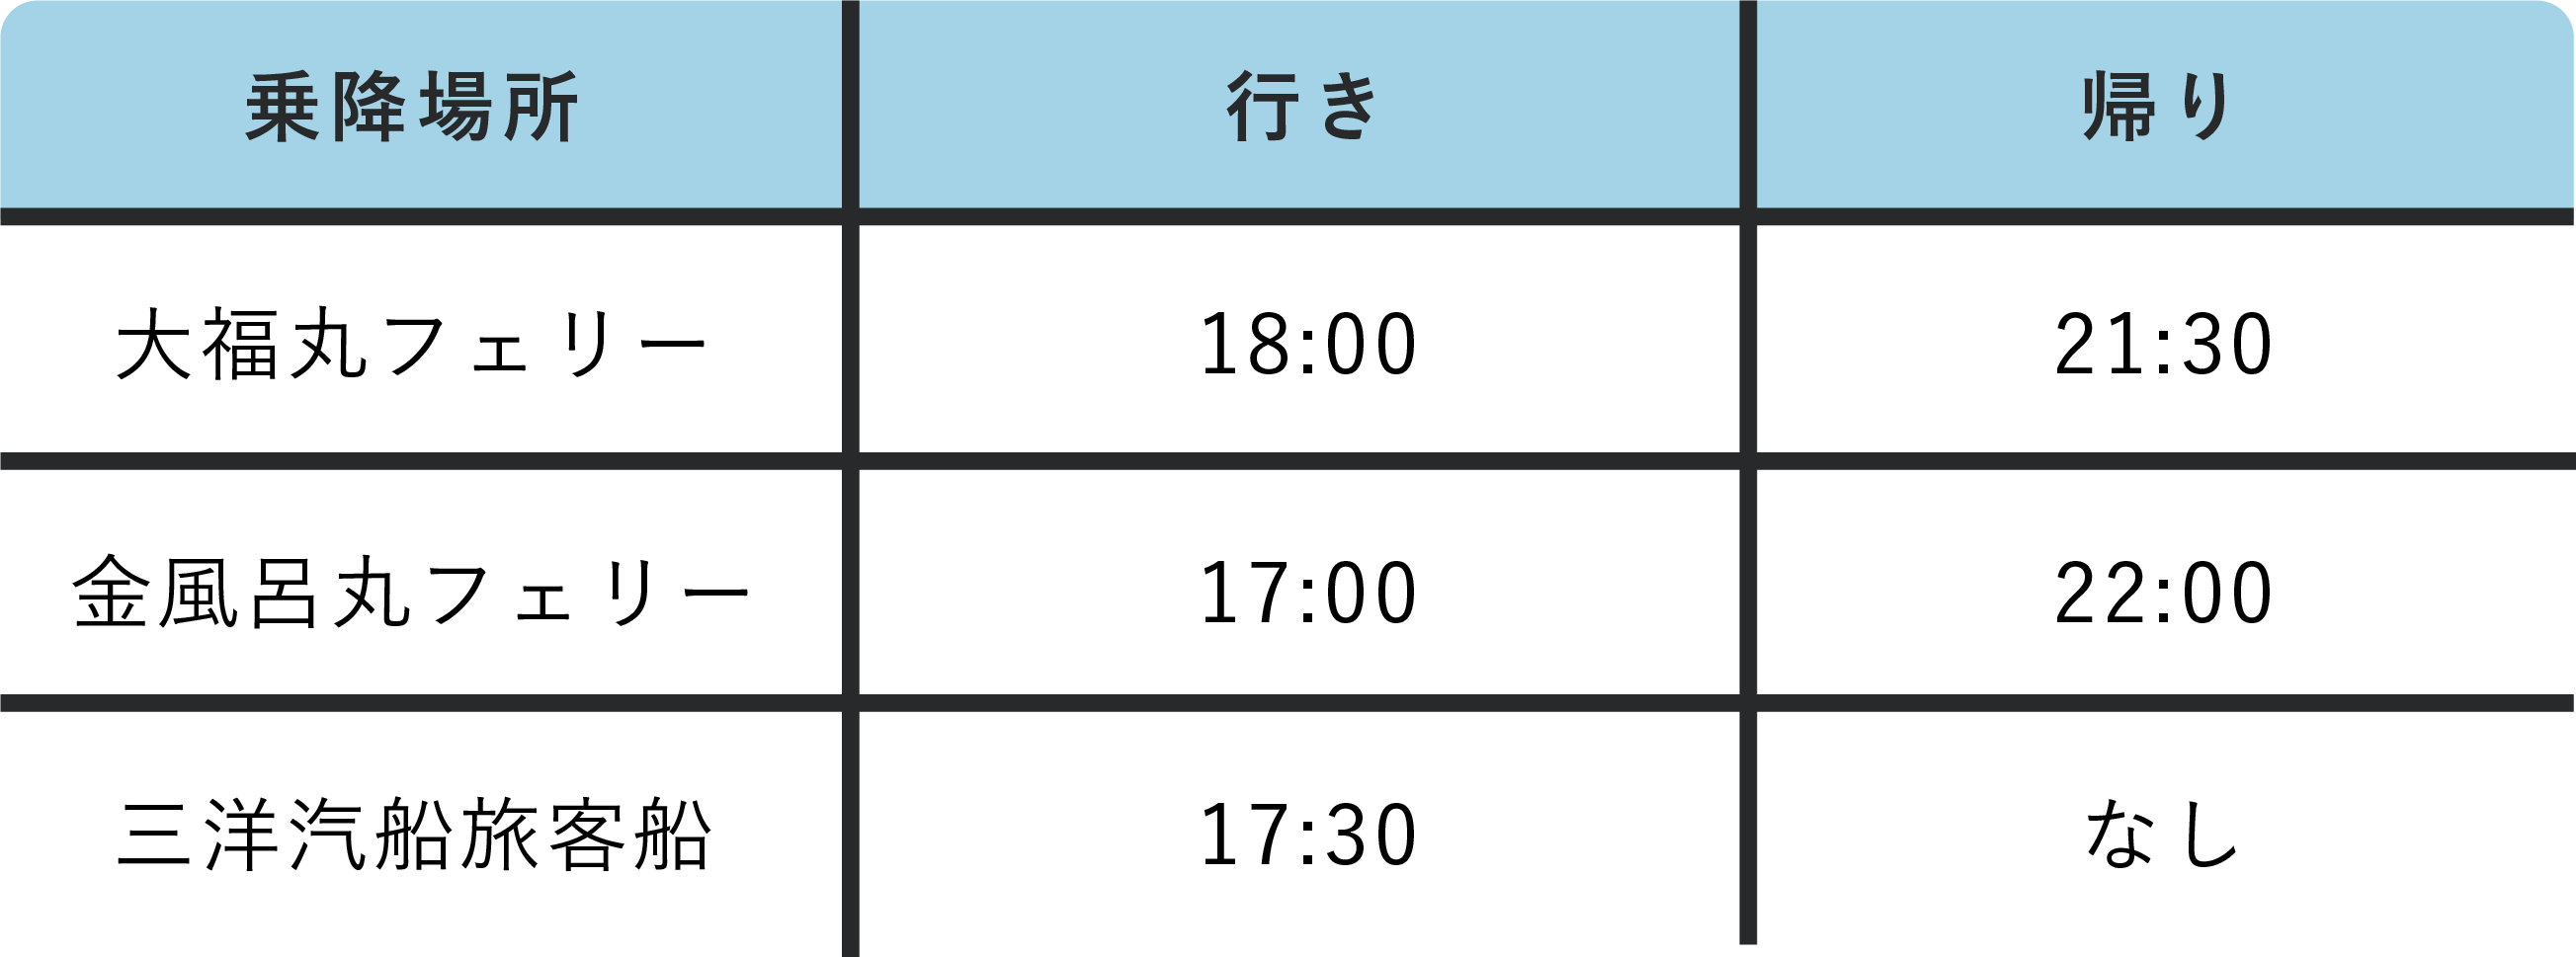 乗降場所 行き 帰り
大福丸フェリー 18:00 21:30
金風呂丸フェリー 17:00 22:00
三洋汽船旅客船 17:30 なし